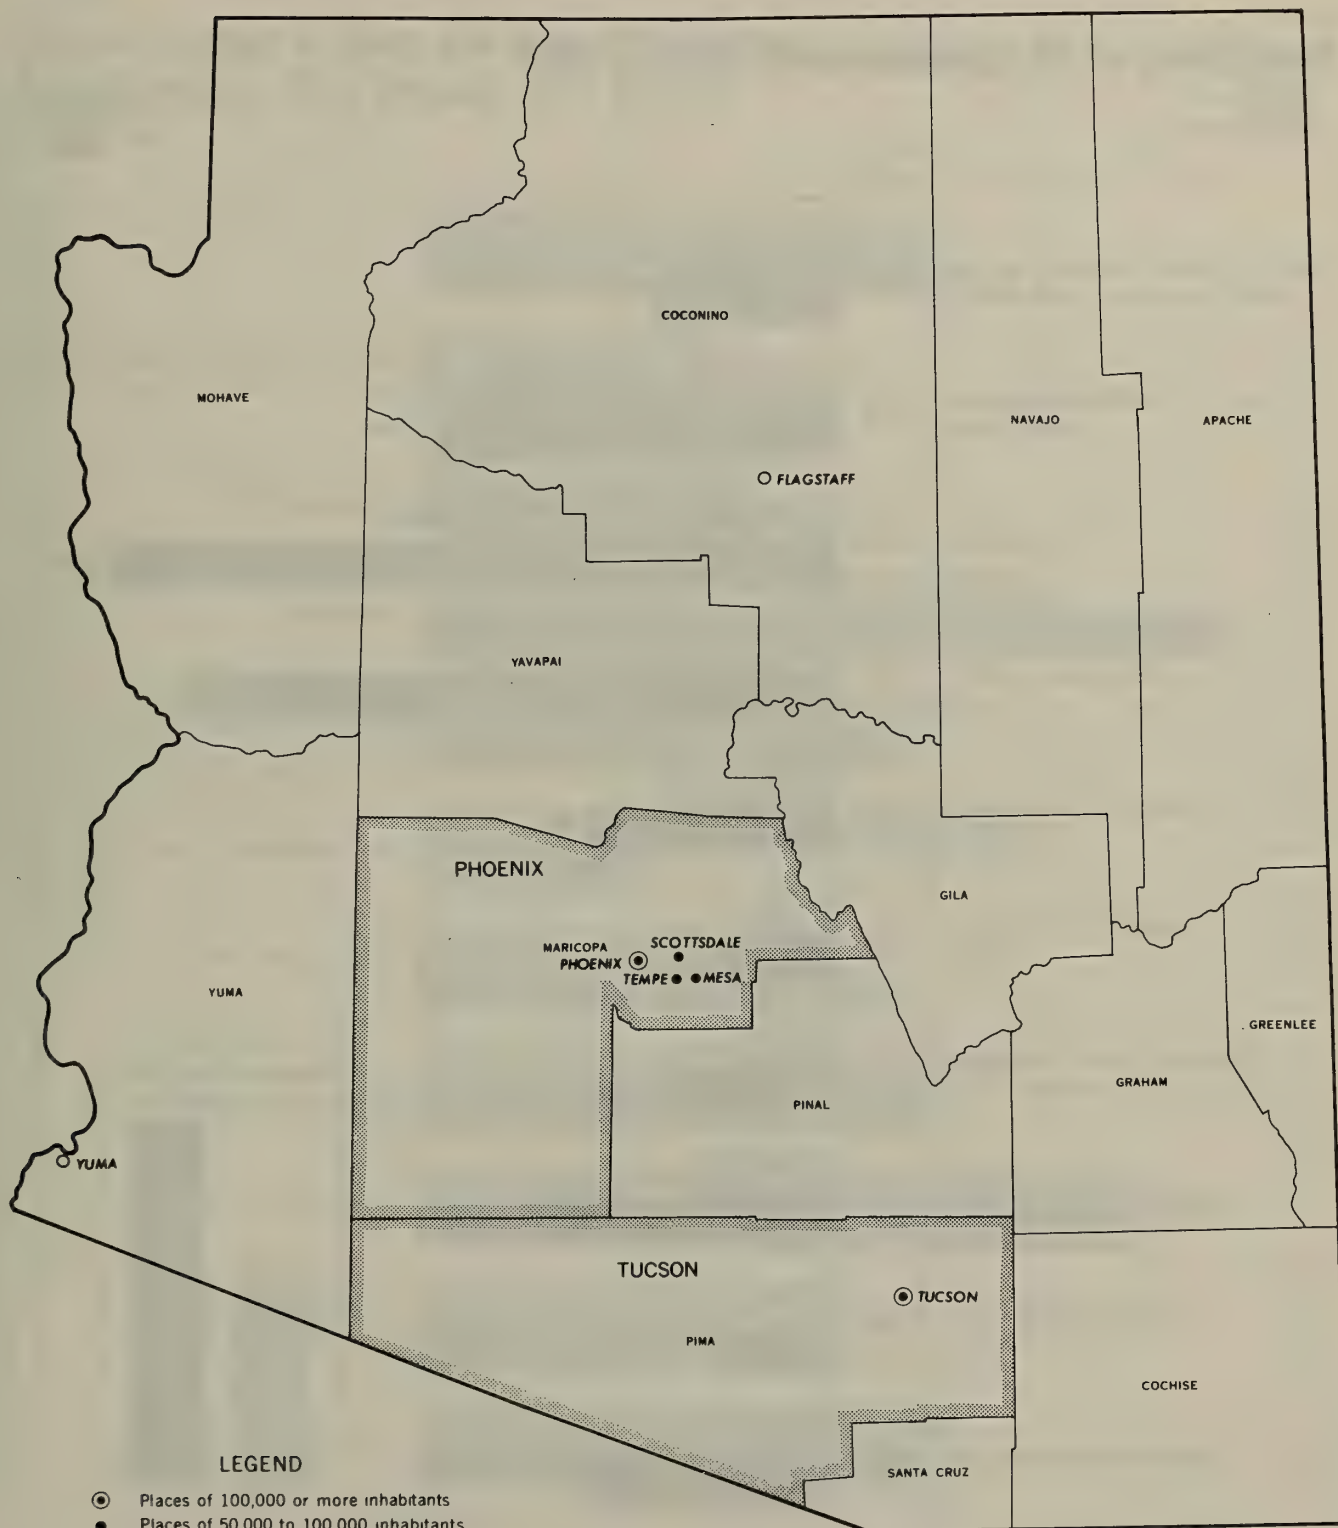 COCONINO
MOHAVE
NAVAJO
APACHE
FLAGSTAFF
YAVAPAI
PHOENIX
GILA
MARICOPA
SCOTTSDALE
PHOENIX
TEMPE
MESA
YUMA
GREENLEE
GRAHAM
PINAL
YUMA
TUCSON
TUCSON
PIMA
COCHISE
SANTA CRUZ
LEGEND
Places of 100,000 or more inhabitants
Places of 50,000 to 100,000 inhabitants